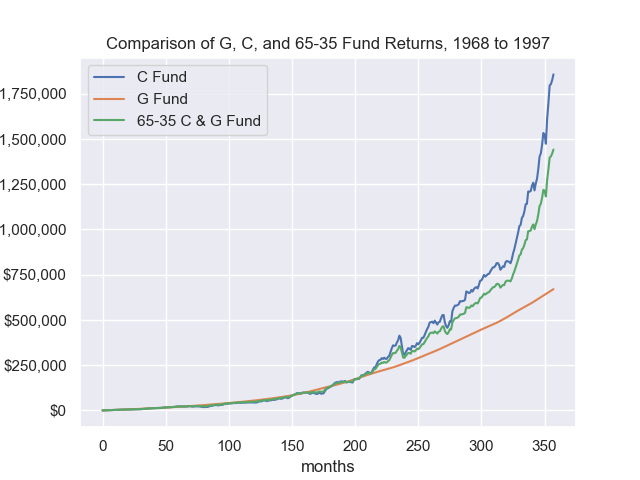 Comparison of G, C, and 65-35 Fund Returns, 1968 to 1997
C Fund
G Fund
65-35 C & G Fund
1,750,000
1,500,000
1,250,000
1,000,000
$750,000
$500,000
$250,000
$0
0 50 100 150 200 250 300 350
months